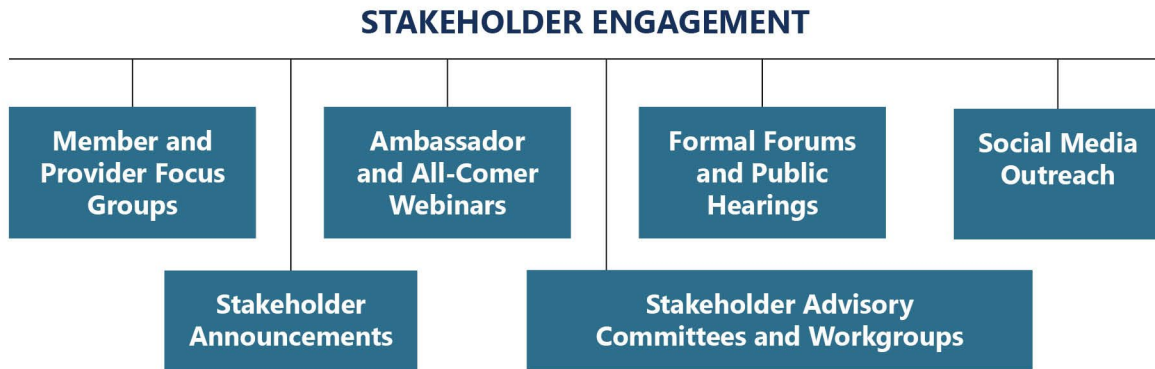 STAKEHOLDER ENGAGEMENT
Member and
Provider Focus
Groups
Ambassador
and All-Comer
Webinars
Formal Forums
and Public
Hearings
Social Media
Outreach
Stakeholder
Announcements
Stakeholder Advisory
Committees and Workgroups